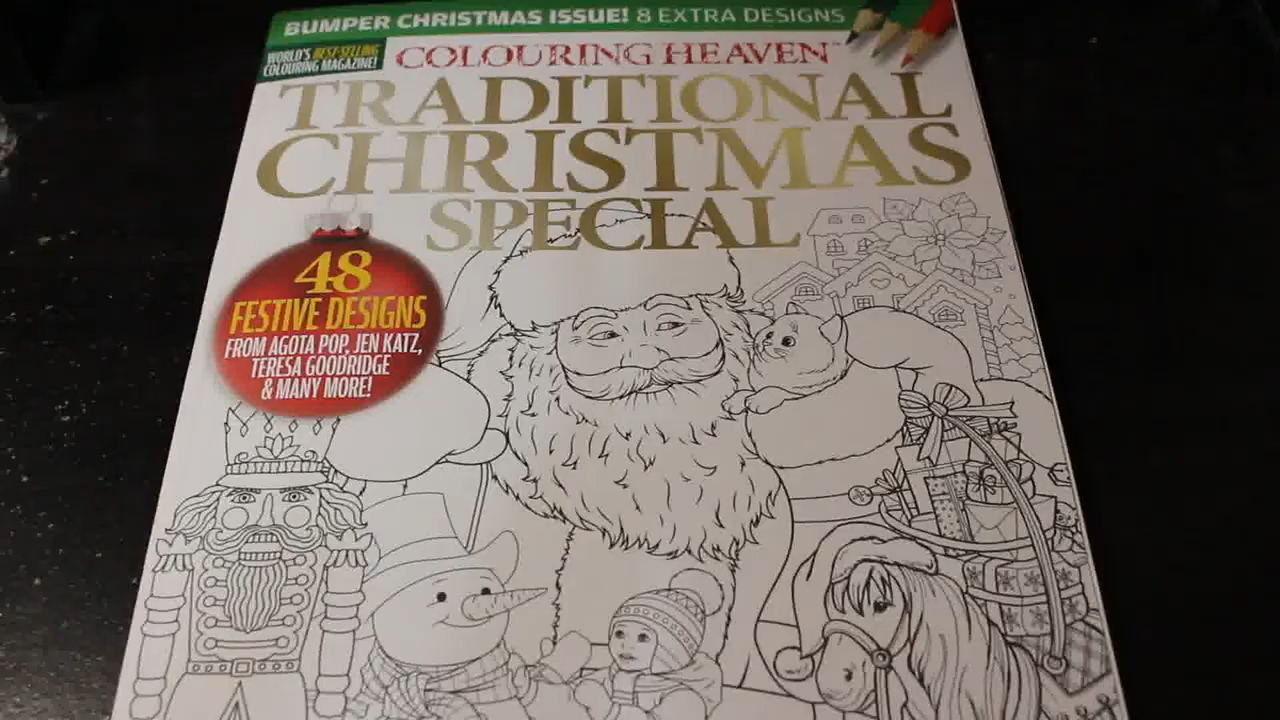 BUMPER CHRISTMAS ISSUE! 8 EXTRA DESIGNS
WORLD'S BEST-SELLING
COLOURING MAGAZINE!
COLOURING HEAVEN™
TRADITIONAL
CHRISTMAS
SPECIAL
48
FESTIVE DESIGNS
FROM AGOTA POP, JEN KATZ,
TERESA GOODRIDGE
& MANY MORE!